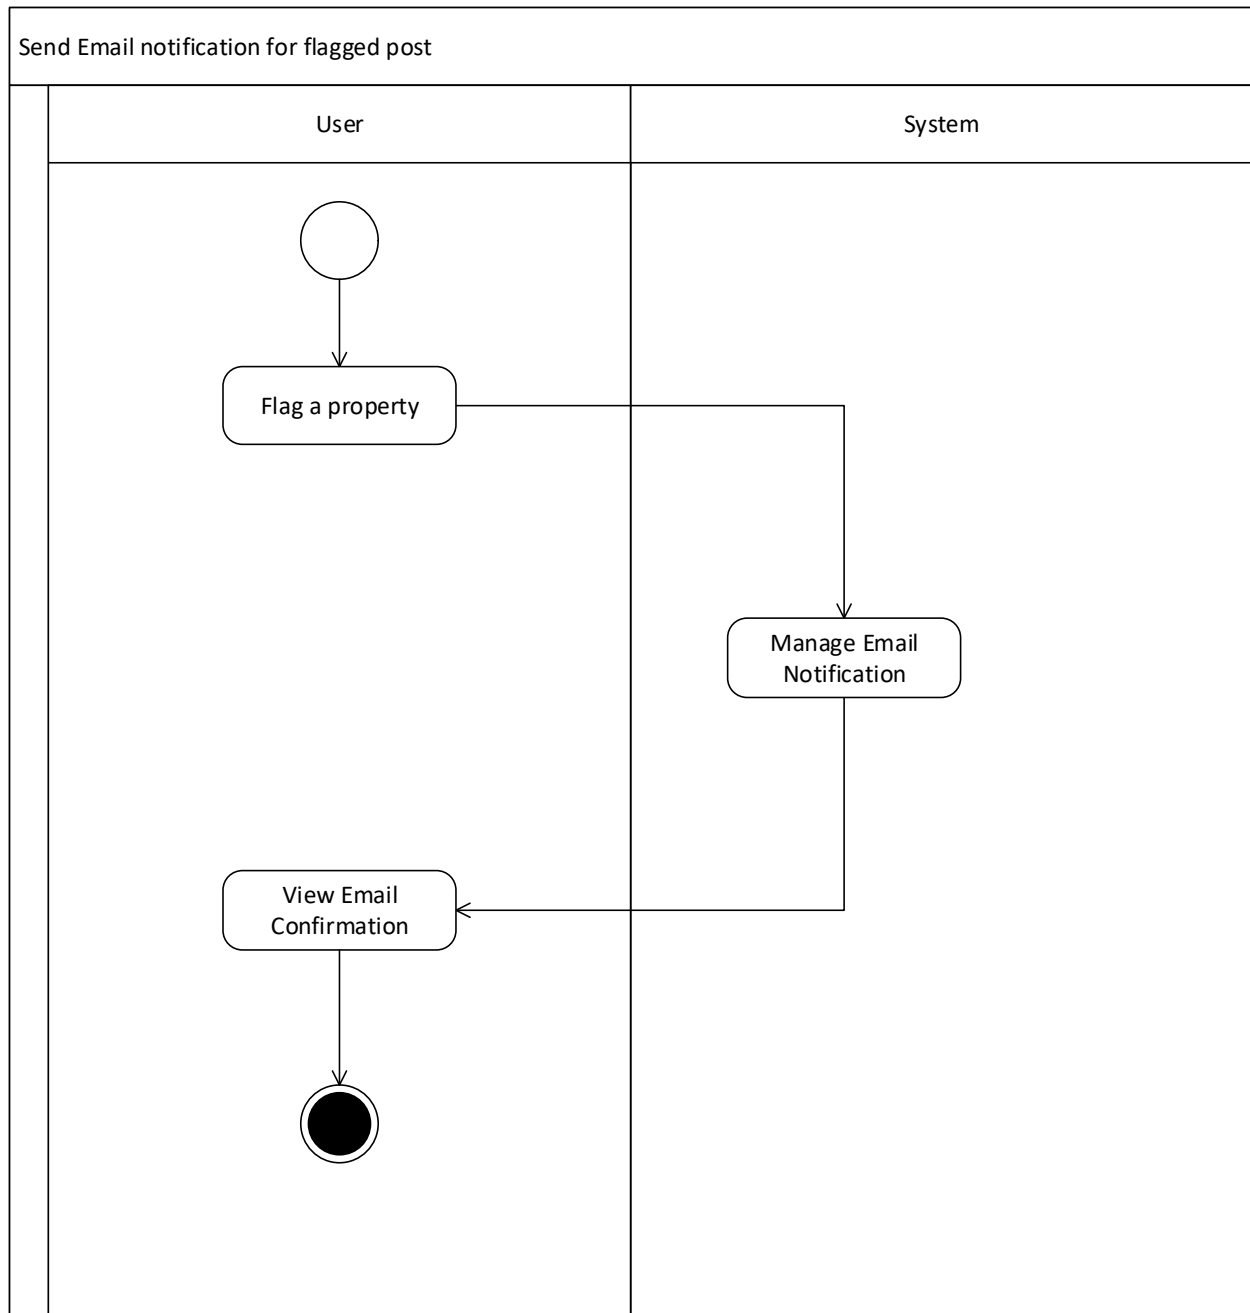 Send Email notification for flagged post
User
System
Flag a property
Manage Email
Notification
View Email
Confirmation